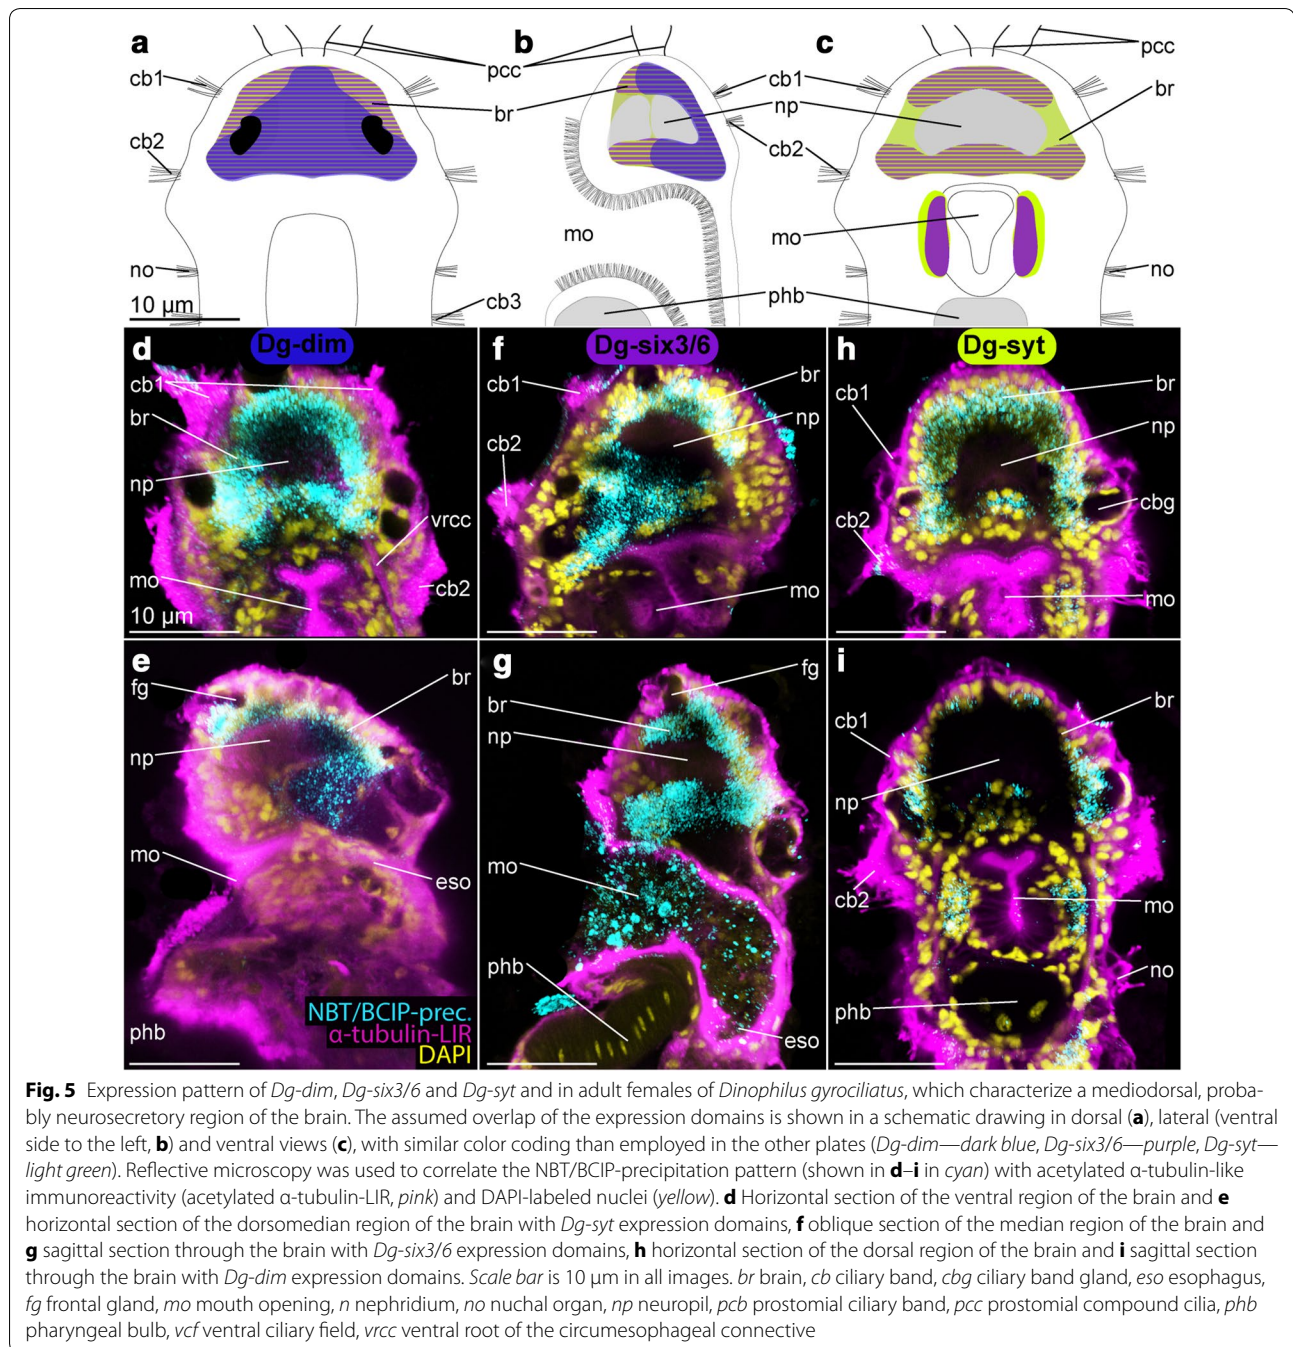 a
b
c
cb1
pcc
cb1
pcc
br
np
br
cb2
cb2
mo
mo
no
phb
no
10 µm
cb3
d
Dg-dim
f
Dg-six3/6
h
Dg-syt
cb1
cb1
br
cb1
br
br
np
np
cb2
np
vrcc
cb2
cbg
mo
cb2
mo
mo
10 µm
e
g
i
fg
br
fg
br
br
cb1
np
np
np
mo
eso
mo
cb2
mo
phb
no
phb
phb
eso
NBT/BCIP-prec.
α-tubulin-LIR
DAPI
Fig. 5 Expression pattern of Dg-dim, Dg-six3/6 and Dg-syt and in adult females of Dinophilus gyrociliatus, which characterize a mediodorsal, proba-
bly neurosecretory region of the brain. The assumed overlap of the expression domains is shown in a schematic drawing in dorsal (a), lateral (ventral
side to the left, b) and ventral views (c), with similar color coding than employed in the other plates (Dg-dim—dark blue, Dg-six3/6—purple, Dg-syt—
light green). Reflective microscopy was used to correlate the NBT/BCIP-precipitation pattern (shown in d–i in cyan) with acetylated α-tubulin-like
immunoreactivity (acetylated α-tubulin-LIR, pink) and DAPI-labeled nuclei (yellow). d Horizontal section of the ventral region of the brain and e
horizontal section of the dorsomedian region of the brain with Dg-syt expression domains, f oblique section of the median region of the brain and
g sagittal section through the brain with Dg-six3/6 expression domains, h horizontal section of the dorsal region of the brain and i sagittal section
through the brain with Dg-dim expression domains. Scale bar is 10 µm in all images. br brain, cb ciliary band, cbg ciliary band gland, eso esophagus,
fg frontal gland, mo mouth opening, n nephridium, no nuchal organ, np neuropil, pcb prostomial ciliary band, pcc prostomial compound cilia, phb
pharyngeal bulb, vcf ventral ciliary field, vrcc ventral root of the circumesophageal connective